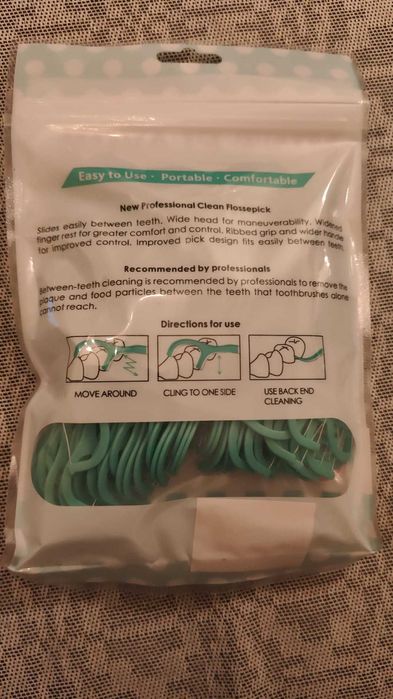 Easy to Use · Portable · Comfortable
New Professional Clean Flossepick
Slides easily between teeth. Wide head for maneuverability. Widened
finger rest for greater comfort and control. Ribbed grip and wider handle
for improved control. Improved pick design fits easily between teeth.
Recommended by professionals
Between-teeth cleaning is recommended by professionals to remove the
plaque and food particles between the teeth that toothbrushes alone
cannot reach.
Directions for use
MOVE AROUND
CLING TO ONE SIDE
USE BACK END
CLEANING